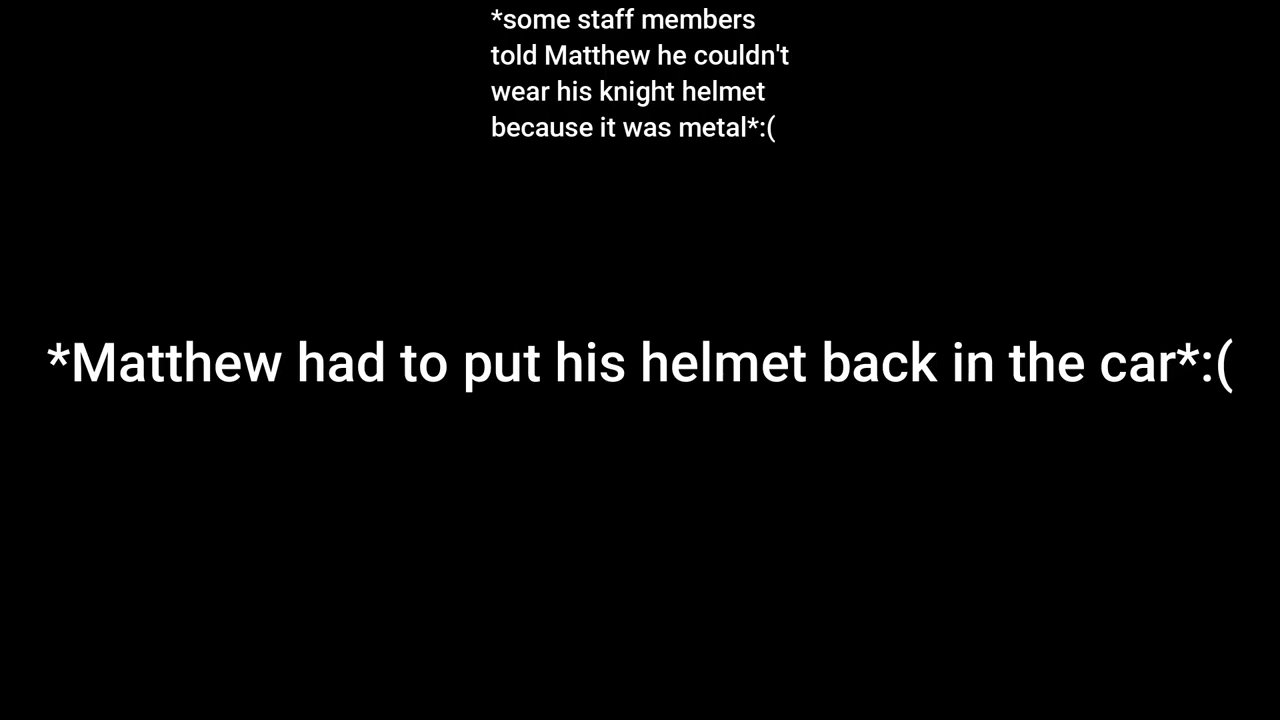 *some staff members
told Matthew he couldn't
wear his knight helmet
because it was metal*:(
*Matthew had to put his helmet back in the car*:(